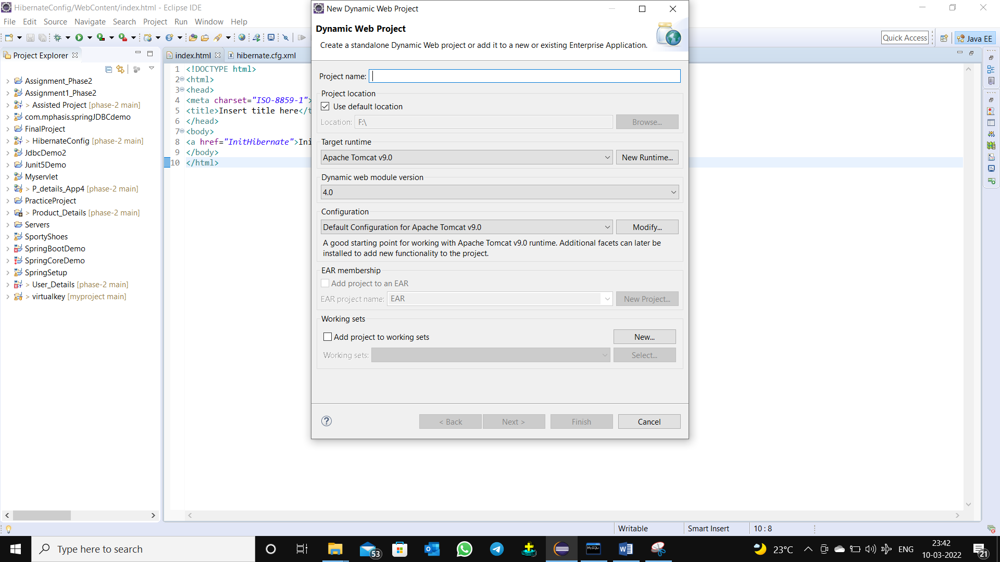 HibernateConfig/WebContent/index.html - Eclipse IDE
File Edit Source Navigate Search Project Run Window Help
Quick Access
Java EE
Project Explorer
Assignment_Phase2
Assignment1_Phase2
> Assisted Project [phase-2 main]
com.mphasis.springJDBCdemo
FinalProject
> HibernateConfig [phase-2 main]
JdbcDemo2
Junit5Demo
Myservlet
> P_details_App4 [phase-2 main]
PracticeProject
> Product_Details [phase-2 main]
Servers
SportyShoes
SpringBootDemo
SpringCoreDemo
SpringSetup
> User_Details [phase-2 main]
> virtualkey [myproject main]
index.html hibernate.cfg.xml
1 <!DOCTYPE html>
2 <html>
3 <head>
4 <meta charset="ISO-8859-1">
5 <title>Insert title here</t
6 </head>
7 <body>
8 <a href="InitHibernate">Ini
9 </body>
10 </html>
New Dynamic Web Project
Dynamic Web Project
Create a standalone Dynamic Web project or add it to a new or existing Enterprise Application.
Project name:
Project location
Use default location
Location: F:\ Browse...
Target runtime
Apache Tomcat v9.0 New Runtime...
Dynamic web module version
4.0
Configuration
Default Configuration for Apache Tomcat v9.0 Modify...
A good starting point for working with Apache Tomcat v9.0 runtime. Additional facets can later be
installed to add new functionality to the project.
EAR membership
Add project to an EAR
EAR project name: EAR New Project...
Working sets
Add project to working sets New...
Working sets: Select...
< Back Next > Finish Cancel
Writable Smart Insert 10 : 8
Type here to search
53
MySQL
23°C
ENG
23:42
10-03-2022
21